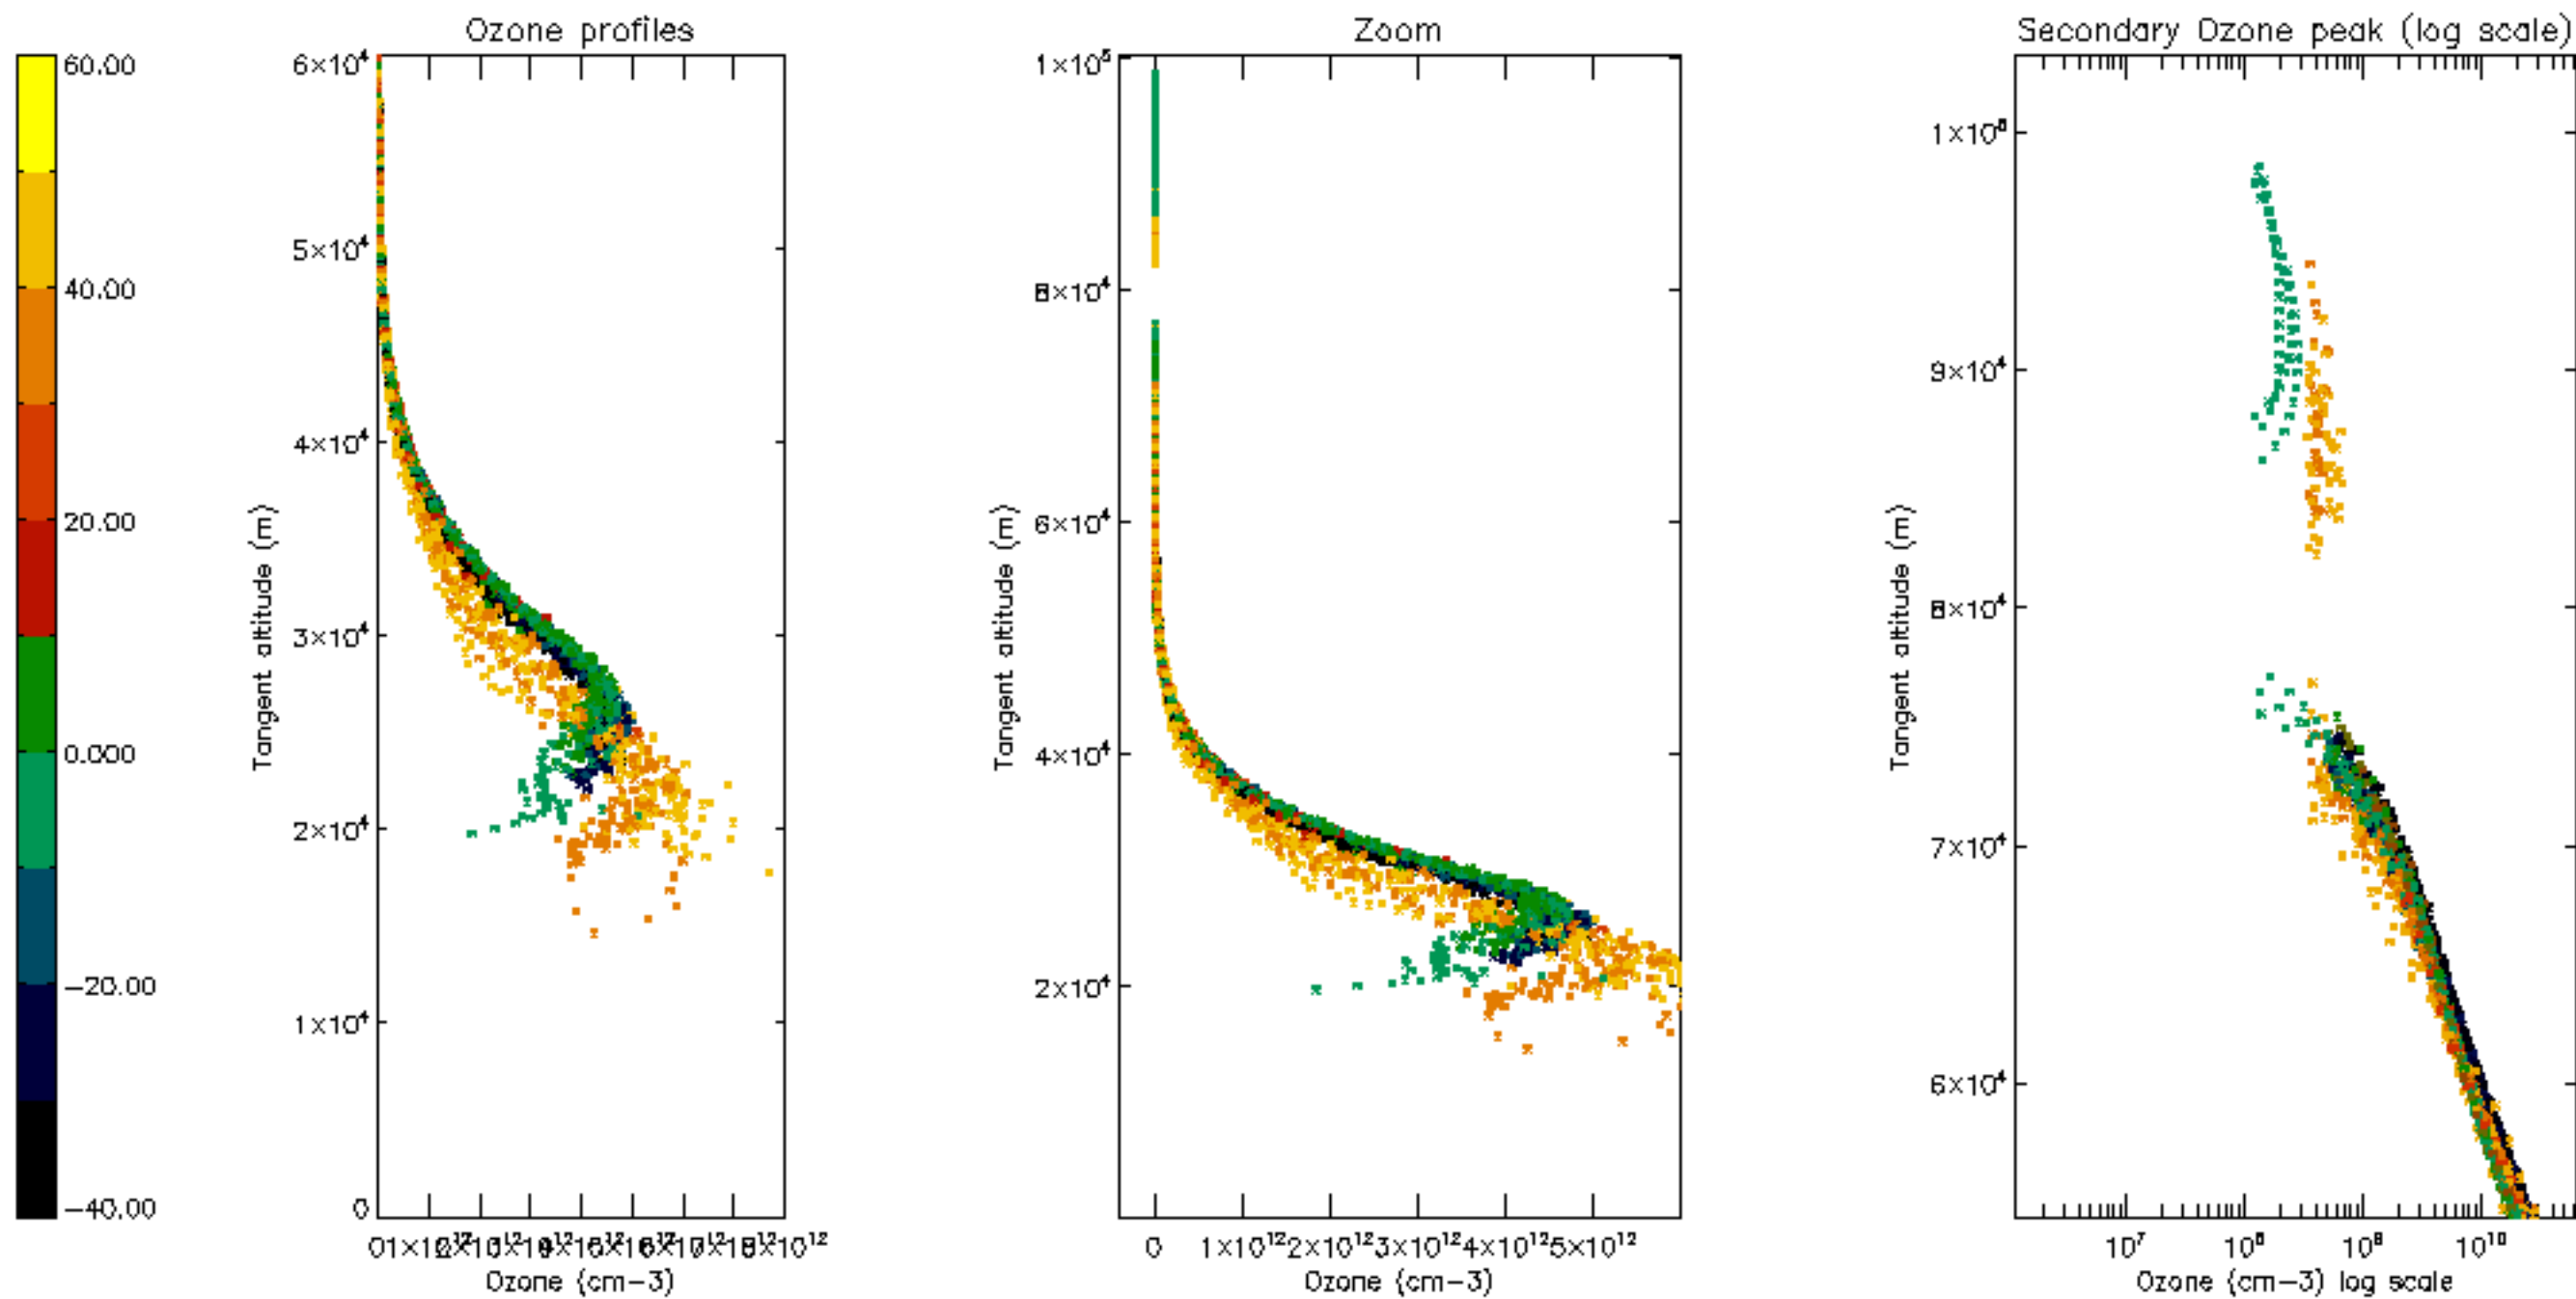 Ozone profiles
Zoom
Secondary Ozone peak (log scale)
60.00
40.00
20.00
0.000
−20.00
−40.00
6×10⁴
5×10⁴
4×10⁴
3×10⁴
2×10⁴
1×10⁴
0
Tangent altitude (m)
Ozone (cm−3)
1×10⁵
8×10⁴
6×10⁴
4×10⁴
2×10⁴
Tangent altitude (m)
0 1×10¹² 2×10¹² 3×10¹² 4×10¹² 5×10¹²
Ozone (cm−3)
9×10⁴
8×10⁴
7×10⁴
6×10⁴
Tangent altitude (m)
10⁷ 10⁸ 10⁹ 10¹⁰
Ozone (cm−3) log scale